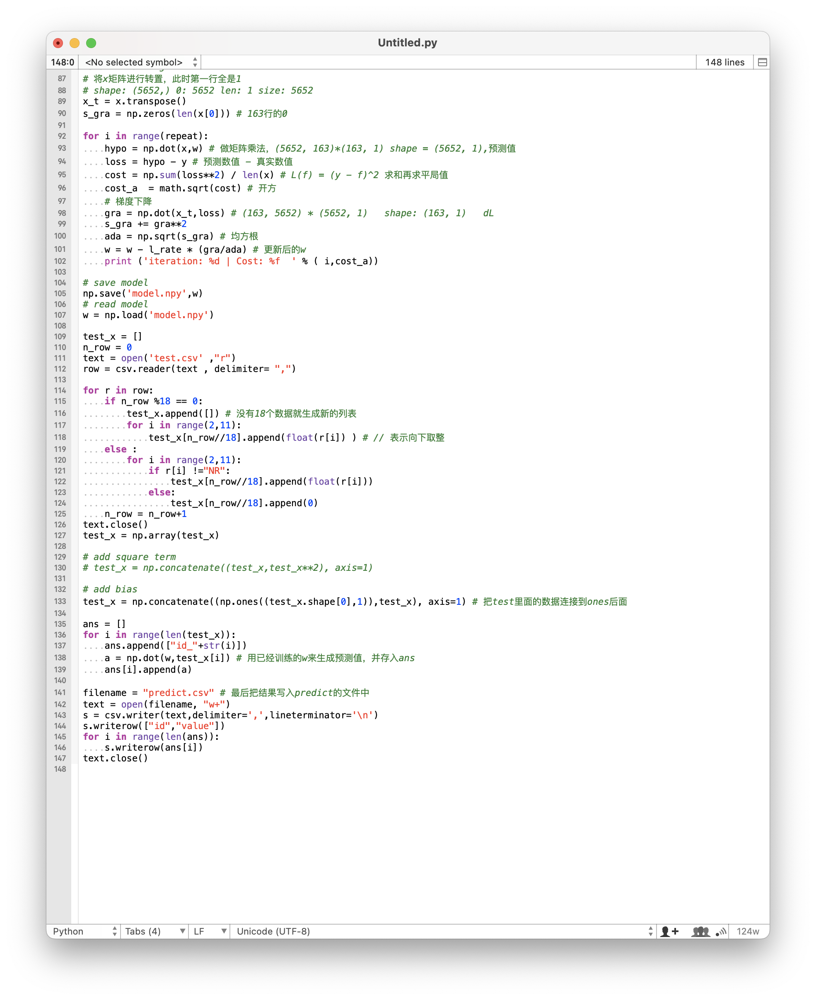 Untitled.py
148:0 <No selected symbol> 148 lines
87 # 将x矩阵进行转置，此时第一行全是1
88 # shape: (5652,) 0: 5652 len: 1 size: 5652
89 x_t = x.transpose()
90 s_gra = np.zeros(len(x[0])) # 163行的0
91
92 for i in range(repeat):
93 ....hypo = np.dot(x,w) # 做矩阵乘法，(5652, 163)*(163, 1) shape = (5652, 1),预测值
94 ....loss = hypo - y # 预测数值 - 真实数值
95 ....cost = np.sum(loss**2) / len(x) # L(f) = (y - f)^2 求和再求平局值
96 ....cost_a  = math.sqrt(cost) # 开方
97 ....# 梯度下降
98 ....gra = np.dot(x_t,loss) # (163, 5652) * (5652, 1)   shape: (163, 1)   dL
99 ....s_gra += gra**2
100 ....ada = np.sqrt(s_gra) # 均方根
101 ....w = w - l_rate * (gra/ada) # 更新后的w
102 ....print ('iteration: %d | Cost: %f  ' % ( i,cost_a))
103
104 # save model
105 np.save('model.npy',w)
106 # read model
107 w = np.load('model.npy')
108
109 test_x = []
110 n_row = 0
111 text = open('test.csv' ,"r")
112 row = csv.reader(text , delimiter= ",")
113
114 for r in row:
115 ....if n_row %18 == 0:
116 ........test_x.append([]) # 没有18个数据就生成新的列表
117 ........for i in range(2,11):
118 ............test_x[n_row//18].append(float(r[i]) ) # // 表示向下取整
119 ....else :
120 ........for i in range(2,11):
121 ............if r[i] !="NR":
122 ................test_x[n_row//18].append(float(r[i]))
123 ............else:
124 ................test_x[n_row//18].append(0)
125 ....n_row = n_row+1
126 text.close()
127 test_x = np.array(test_x)
128
129 # add square term
130 # test_x = np.concatenate((test_x,test_x**2), axis=1)
131
132 # add bias
133 test_x = np.concatenate((np.ones((test_x.shape[0],1)),test_x), axis=1) # 把test里面的数据连接到ones后面
134
135 ans = []
136 for i in range(len(test_x)):
137 ....ans.append(["id_"+str(i)])
138 ....a = np.dot(w,test_x[i]) # 用已经训练的w来生成预测值，并存入ans
139 ....ans[i].append(a)
140
141 filename = "predict.csv" # 最后把结果写入predict的文件中
142 text = open(filename, "w+")
143 s = csv.writer(text,delimiter=',',lineterminator='\n')
144 s.writerow(["id","value"])
145 for i in range(len(ans)):
146 ....s.writerow(ans[i])
147 text.close()
148
Python Tabs (4) LF Unicode (UTF-8) 124w